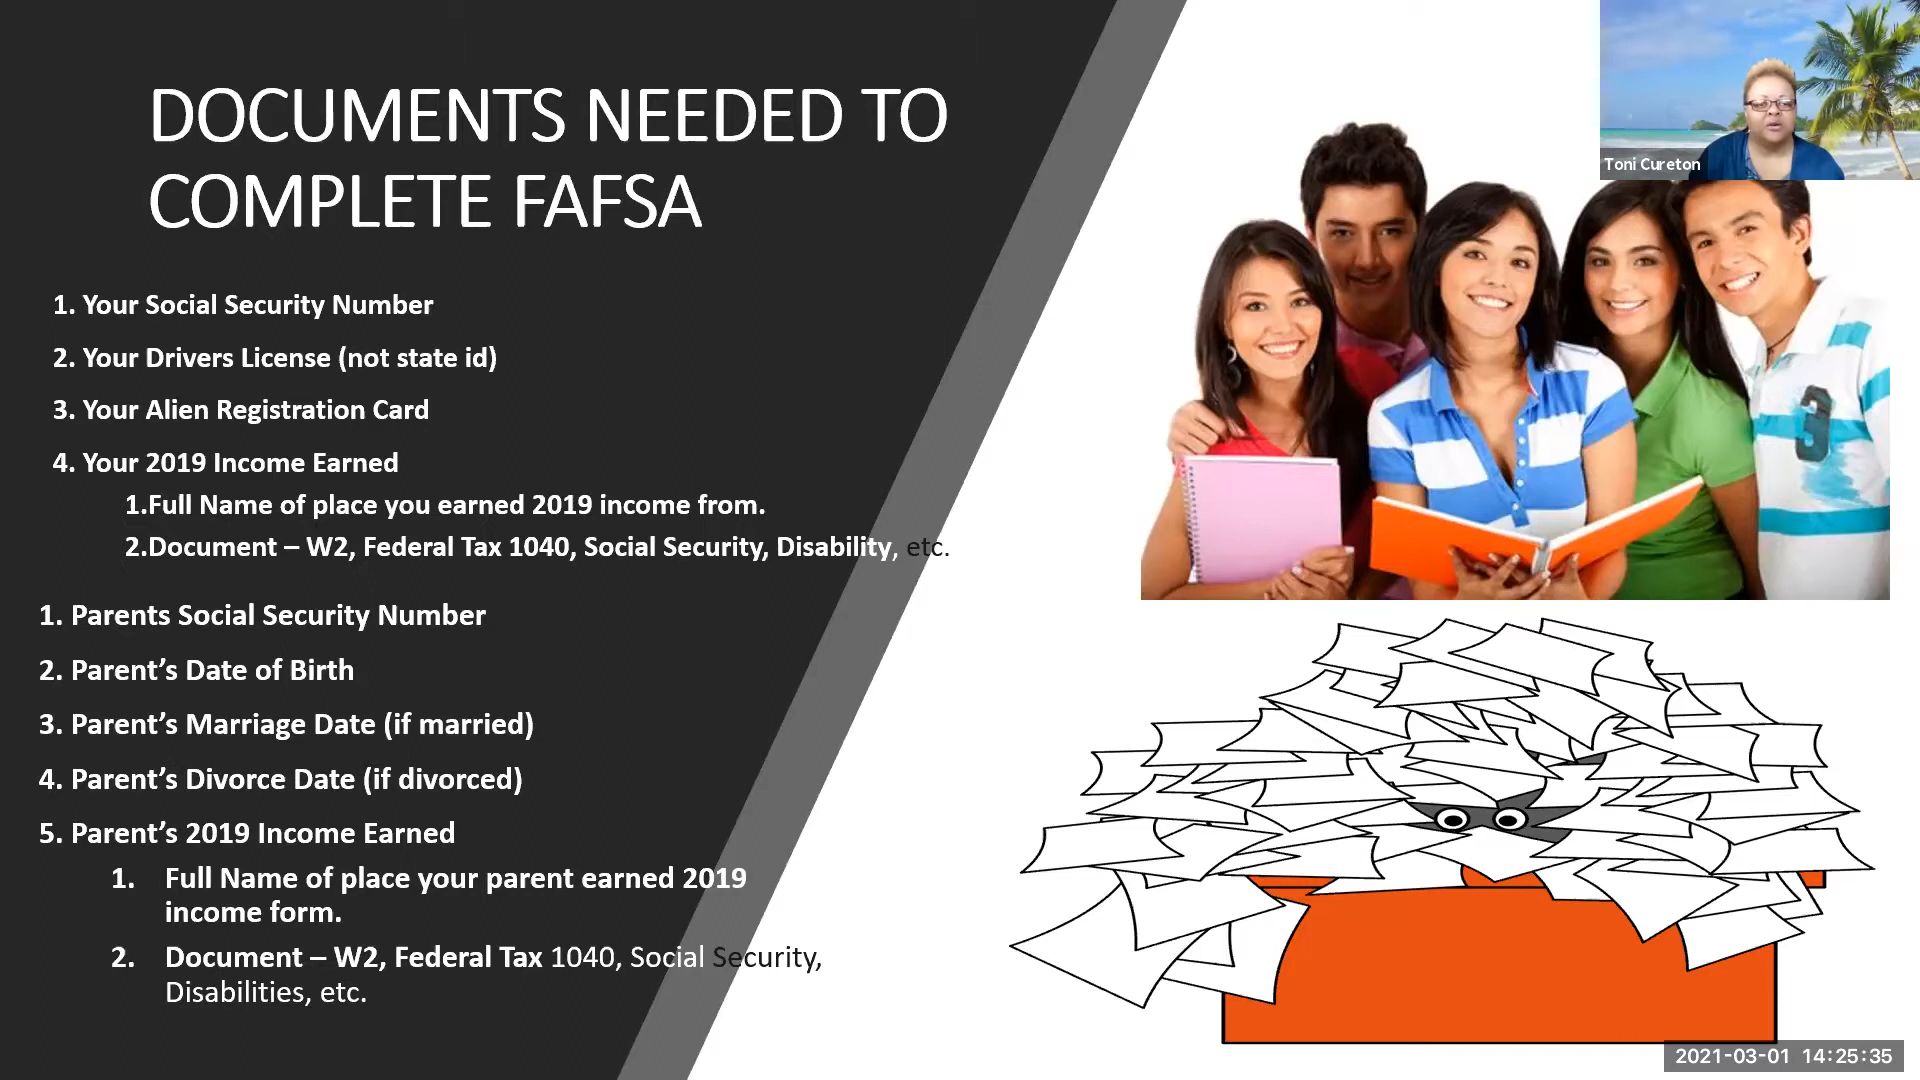 DOCUMENTS NEEDED TO
COMPLETE FAFSA
1. Your Social Security Number
2. Your Drivers License (not state id)
3. Your Alien Registration Card
4. Your 2019 Income Earned
1.Full Name of place you earned 2019 income from.
2.Document – W2, Federal Tax 1040, Social Security, Disability, etc.
1. Parents Social Security Number
2. Parent’s Date of Birth
3. Parent’s Marriage Date (if married)
4. Parent’s Divorce Date (if divorced)
5. Parent’s 2019 Income Earned
1. Full Name of place your parent earned 2019
income form.
2. Document – W2, Federal Tax 1040, Social Security,
Disabilities, etc.
Toni Cureton
3
2021-03-01 14:25:35